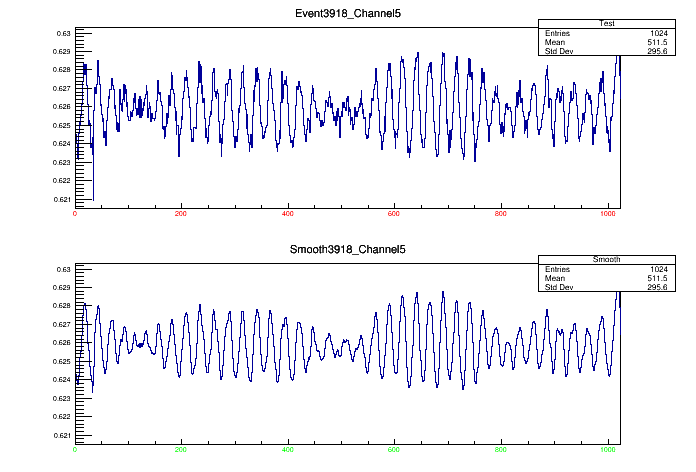 Event3918_Channel5
Test
Entries 1024
Mean 511.5
Std Dev 295.6
0.63
0.629
0.628
0.627
0.626
0.625
0.624
0.623
0.622
0.621
0 200 400 600 800 1000
Smooth3918_Channel5
Smooth
Entries 1024
Mean 511.5
Std Dev 295.6
0.63
0.629
0.628
0.627
0.626
0.625
0.624
0.623
0.622
0.621
0 200 400 600 800 1000